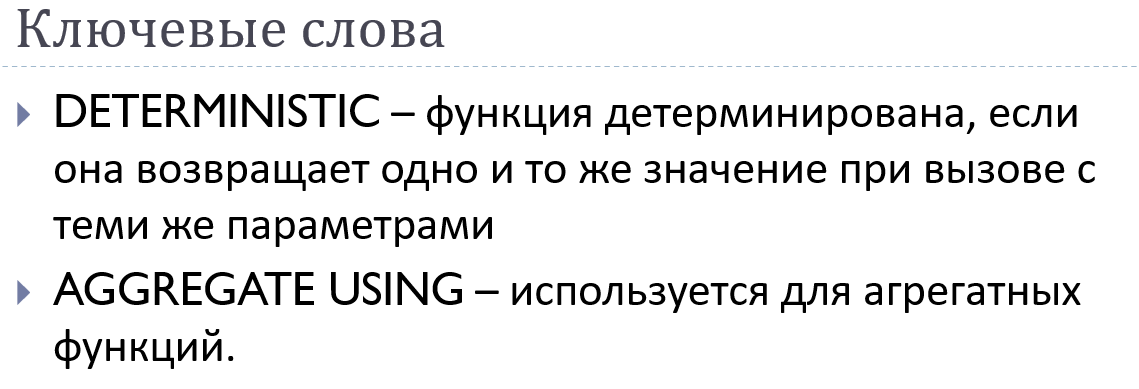 Ключевые слова
DETERMINISTIC – функция детерминирована, если
она возвращает одно и то же значение при вызове с
теми же параметрами
AGGREGATE USING – используется для агрегатных
функций.